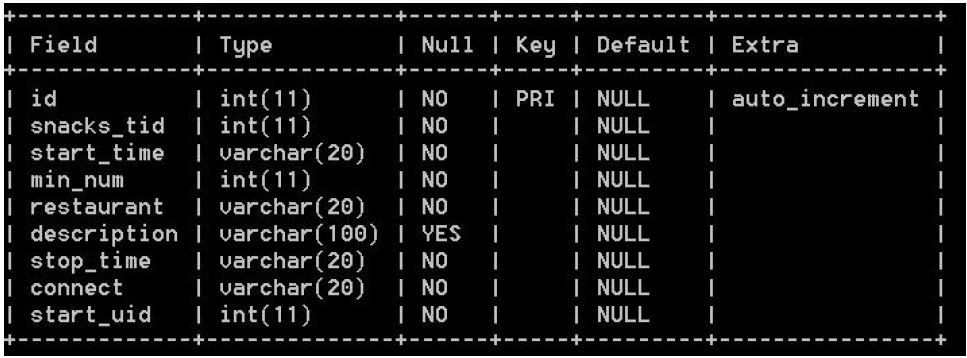 +-------------+--------------+------+-----+---------+----------------+
| Field       | Type         | Null | Key | Default | Extra          |
+-------------+--------------+------+-----+---------+----------------+
| id          | int(11)      | NO   | PRI | NULL    | auto_increment |
| snacks_tid  | int(11)      | NO   |     | NULL    |                |
| start_time  | varchar(20)  | NO   |     | NULL    |                |
| min_num     | int(11)      | NO   |     | NULL    |                |
| restaurant  | varchar(20)  | NO   |     | NULL    |                |
| description | varchar(100) | YES  |     | NULL    |                |
| stop_time   | varchar(20)  | NO   |     | NULL    |                |
| connect     | varchar(20)  | NO   |     | NULL    |                |
| start_uid   | int(11)      | NO   |     | NULL    |                |
+-------------+--------------+------+-----+---------+----------------+